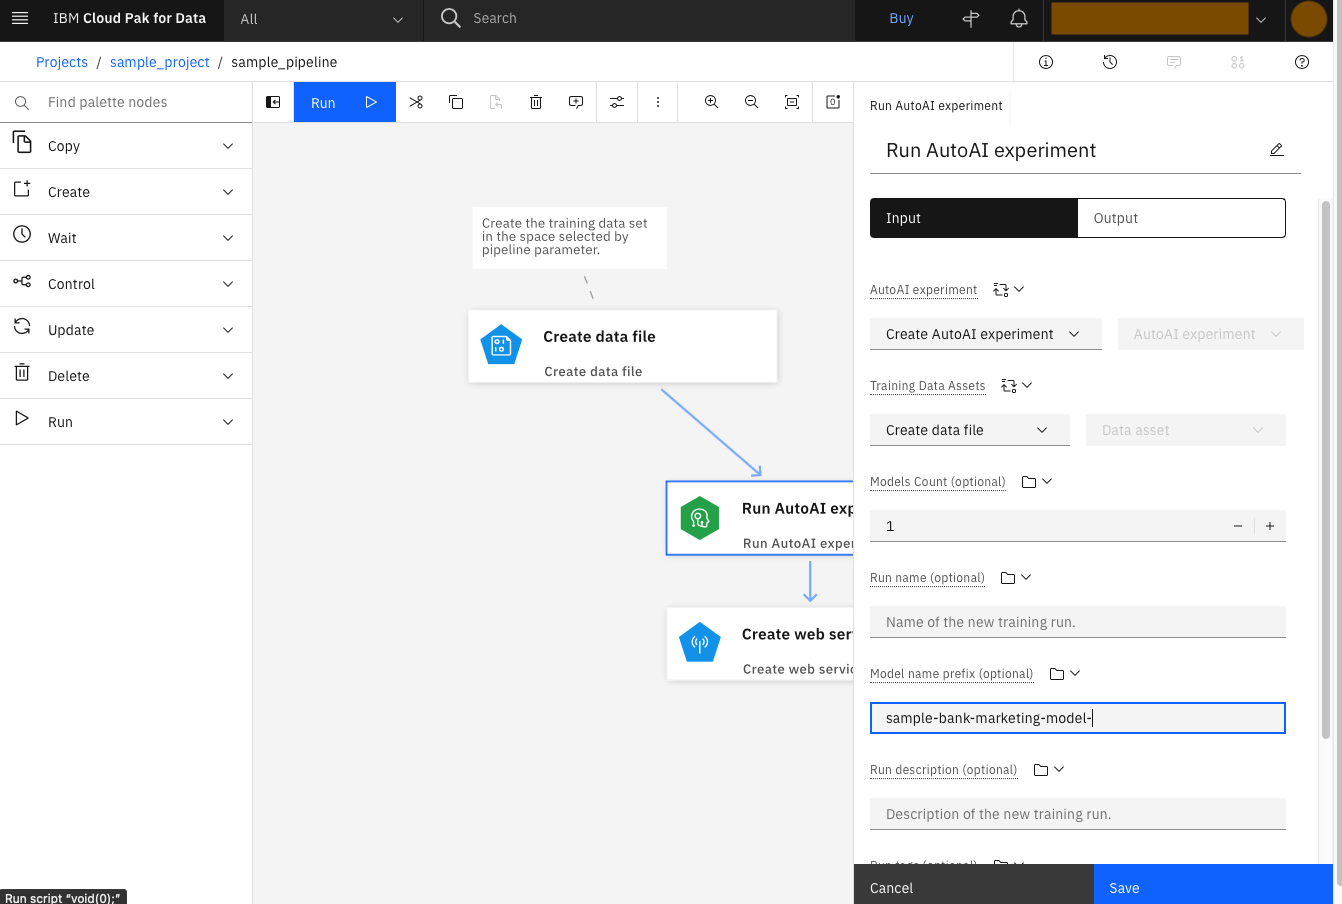 IBM Cloud Pak for Data
All
Search
Buy
Projects / sample_project / sample_pipeline
Find palette nodes
Run
Copy
Create
Wait
Control
Update
Delete
Run
Create the training data set
in the space selected by
pipeline parameter.
Create data file
Create data file
Run AutoAI exp
Run AutoAI exper
Create web ser
Create web servic
Run AutoAI experiment
Run AutoAI experiment
Input
Output
AutoAI experiment
Create AutoAI experiment
AutoAI experiment
Training Data Assets
Create data file
Data asset
Models Count (optional)
1
Run name (optional)
Name of the new training run.
Model name prefix (optional)
sample-bank-marketing-model-
Run description (optional)
Description of the new training run.
Run tags (optional)
Cancel
Save
Run script "void(0);"